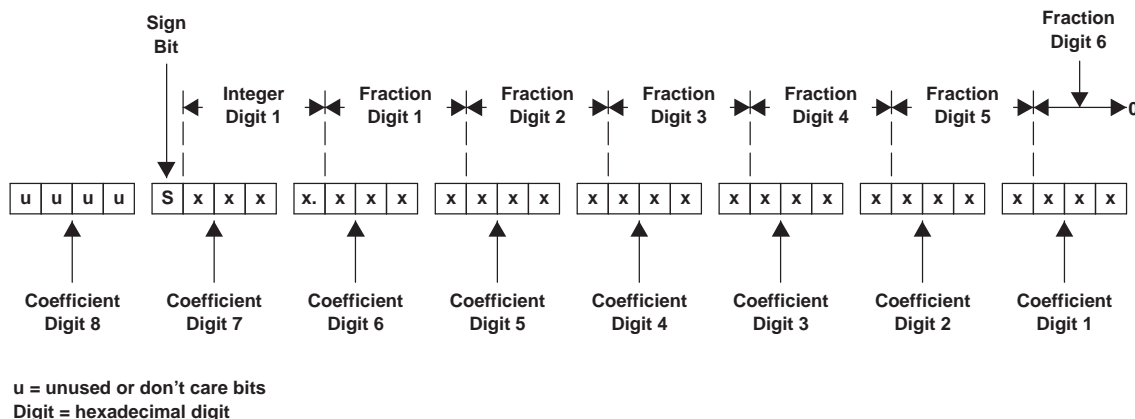 Sign
Bit
Fraction
Digit 6
Integer
Digit 1
Fraction
Digit 1
Fraction
Digit 2
Fraction
Digit 3
Fraction
Digit 4
Fraction
Digit 5
0
u u u u S x x x x. x x x x x x x x x x x x x x x x x x x x x x x
Coefficient
Digit 8
Coefficient
Digit 7
Coefficient
Digit 6
Coefficient
Digit 5
Coefficient
Digit 4
Coefficient
Digit 3
Coefficient
Digit 2
Coefficient
Digit 1
u = unused or don’t care bits
Digit = hexadecimal digit